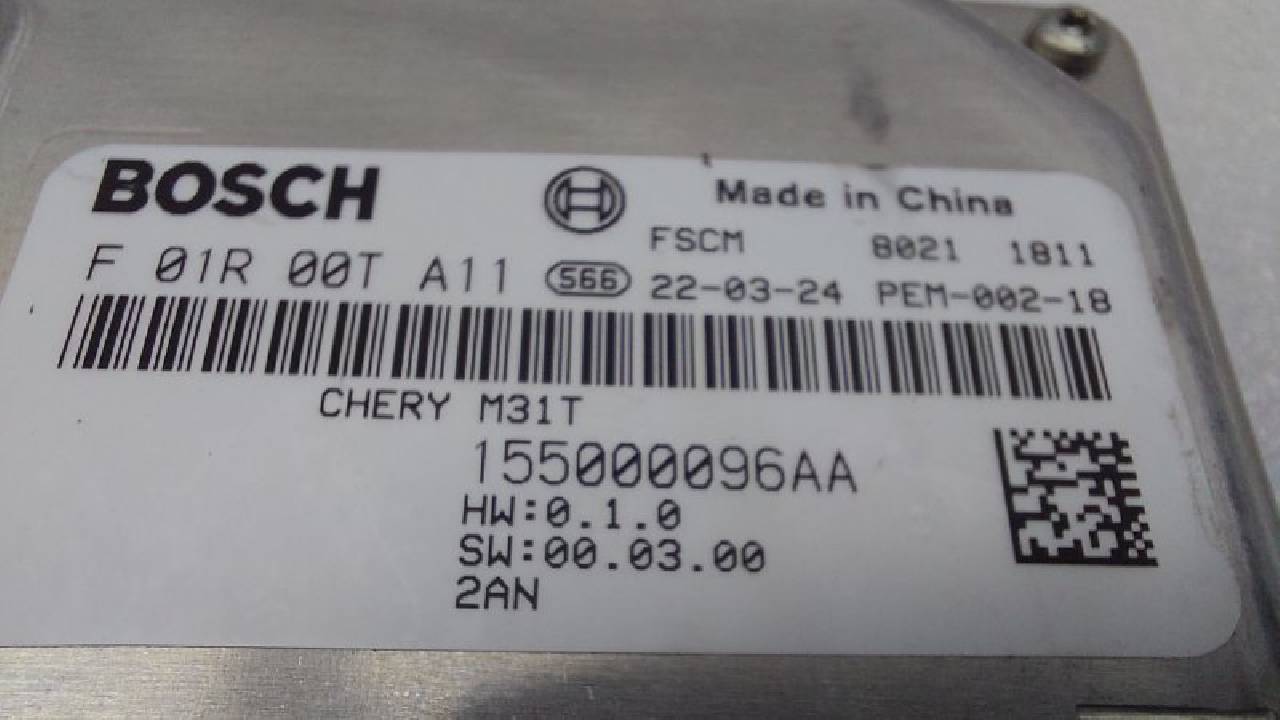 BOSCH
Made in China
FSCM 8021 1811
F 01R 00T A11 566 22-03-24 PEM-002-18
CHERY M31T
155000096AA
HW:0.1.0
SW:00.03.00
2AN